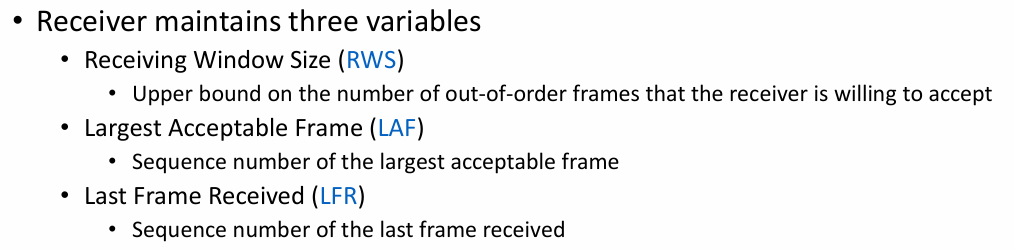 • Receiver maintains three variables
• Receiving Window Size (RWS)
• Upper bound on the number of out-of-order frames that the receiver is willing to accept
• Largest Acceptable Frame (LAF)
• Sequence number of the largest acceptable frame
• Last Frame Received (LFR)
• Sequence number of the last frame received